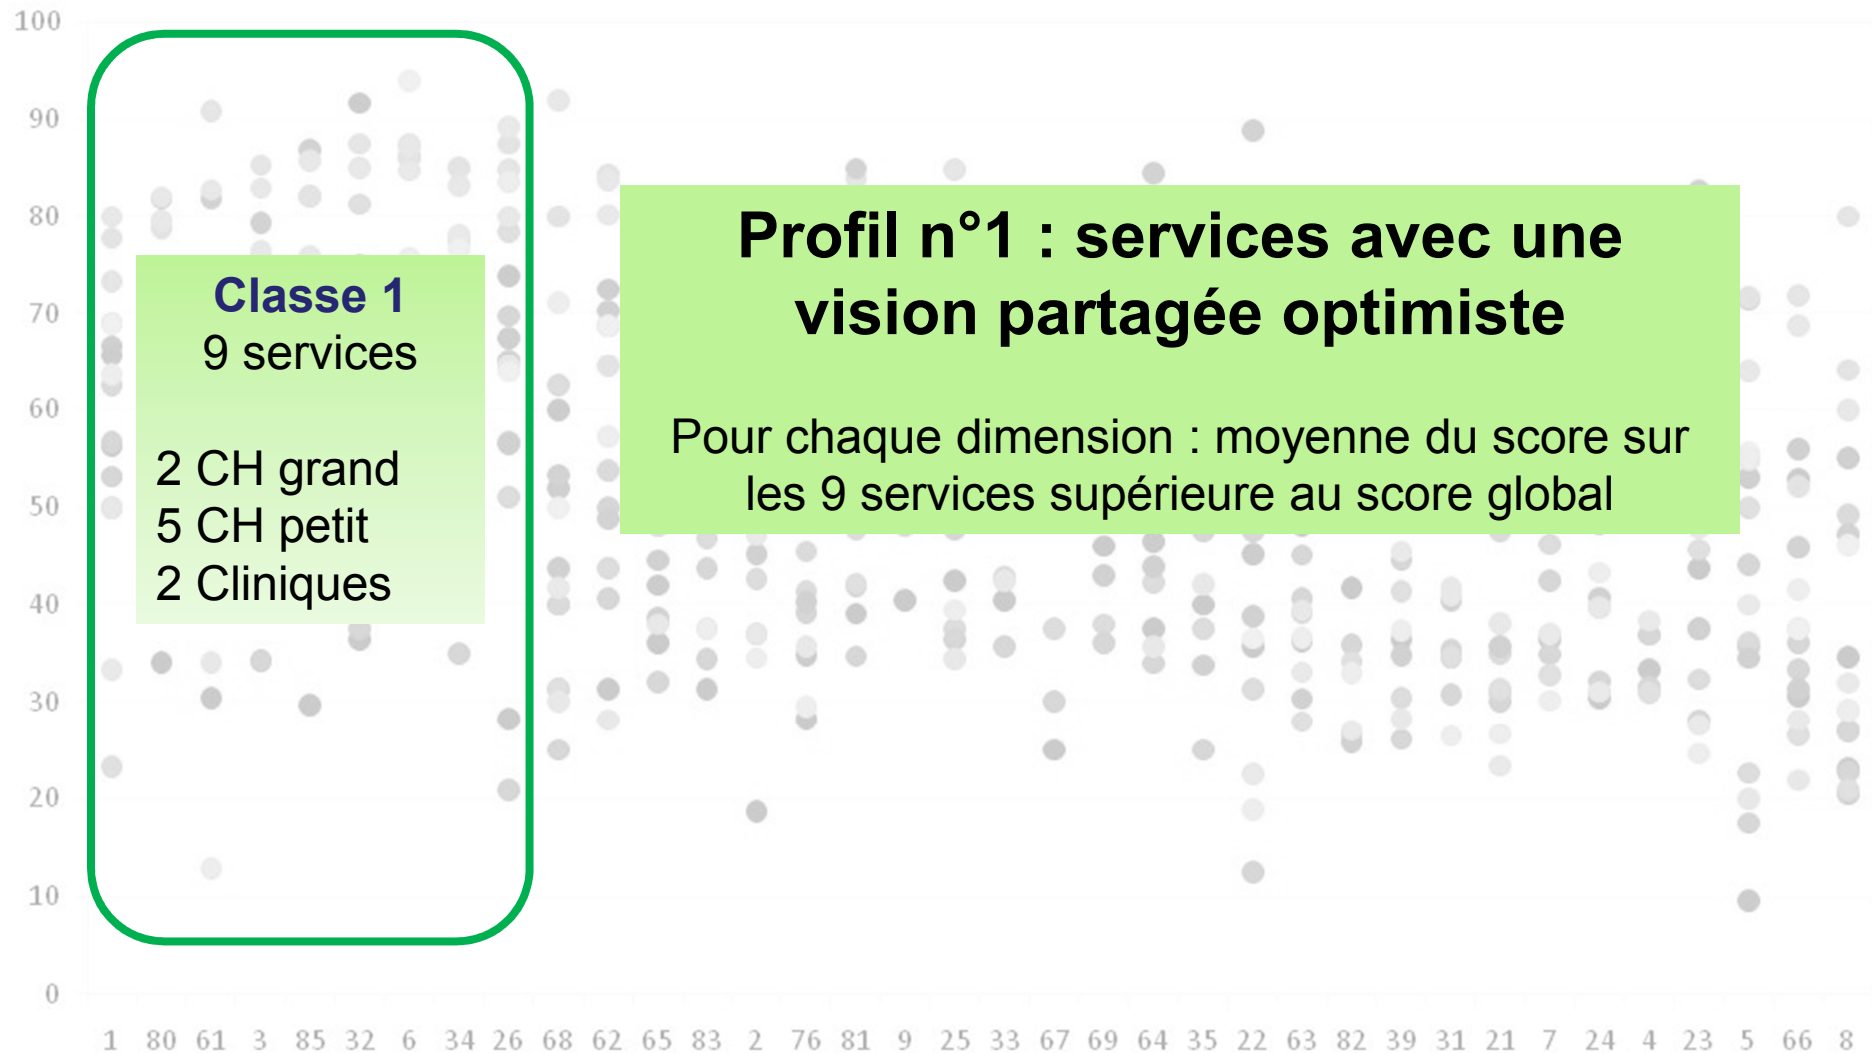 100
90
80
70
60
50
40
30
20
10
0
Classe 1
9 services
2 CH grand
5 CH petit
2 Cliniques
Profil n°1 : services avec une
vision partagée optimiste
Pour chaque dimension : moyenne du score sur
les 9 services supérieure au score global
1 80 61 3 85 32 6 34 26 68 62 65 83 2 76 81 9 25 33 67 69 64 35 22 63 82 39 31 21 7 24 4 23 5 66 8